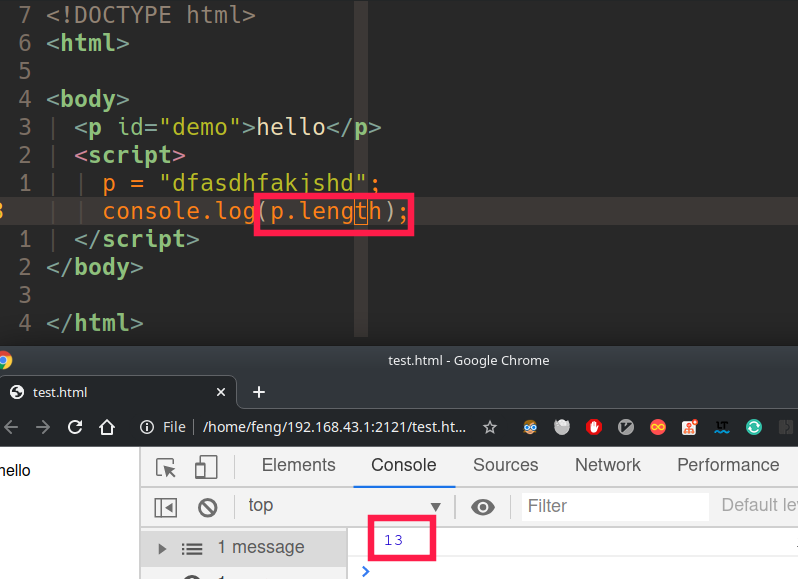 7 <!DOCTYPE html>
6 <html>
5
4 <body>
3 <p id="demo">hello</p>
2 <script>
1 p = "dfasdhfakjshd";
console.log(p.length);
1 </script>
2 </body>
3
4 </html>
test.html - Google Chrome
test.html
File /home/feng/192.168.43.1:2121/test.ht...
hello
Elements Console Sources Network Performance
top Filter Default le
1 message
13